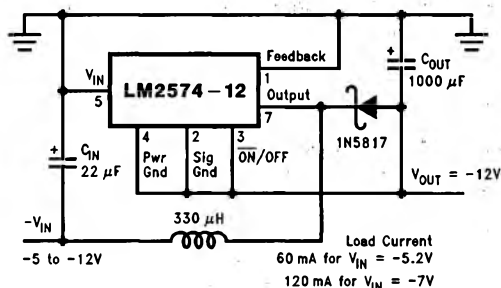 Feedback
+
C_OUT
1000 µF
V_IN
5
LM2574-12
1
Output
7
1N5817
4
Pwr
Gnd
2
Sig
Gnd
3
O̅N̅/OFF
+
C_IN
22 µF
V_OUT = -12V
-V_IN
330 µH
-5 to -12V
Load Current
60 mA for V_IN = -5.2V
120 mA for V_IN = -7V